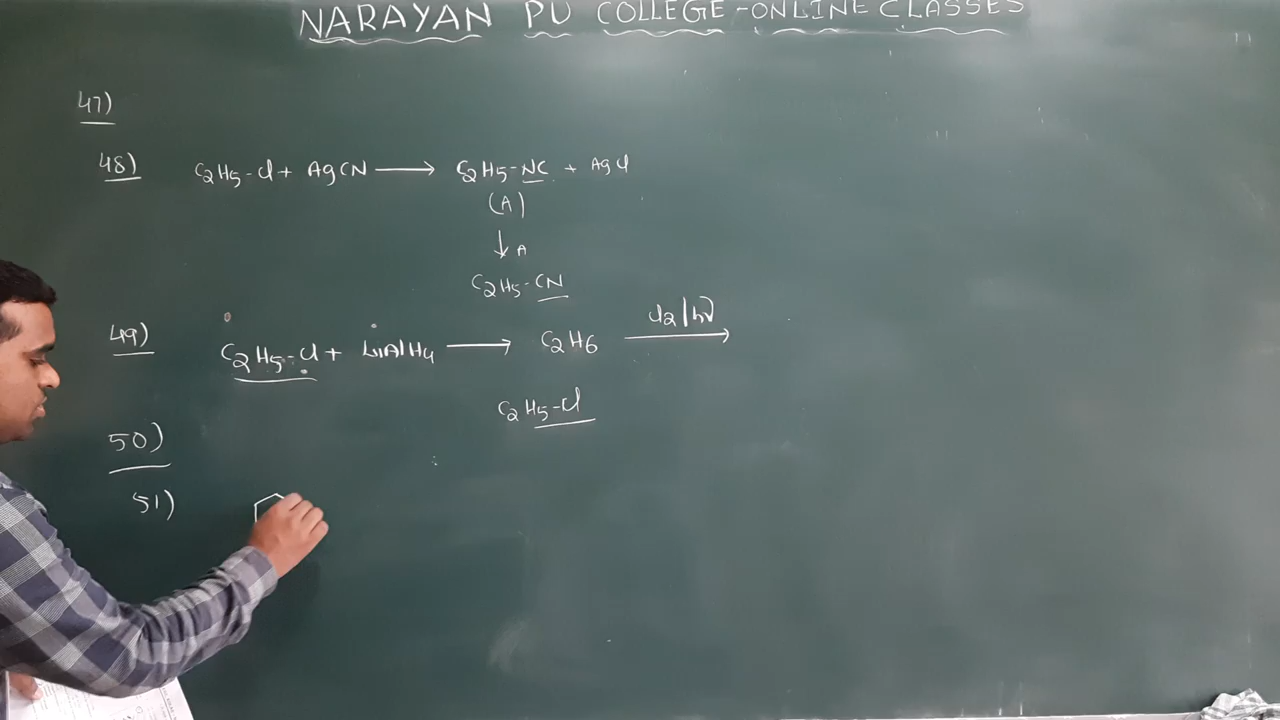 NARAYAN PU COLLEGE - ONLINE CLASSES
47)
48) C2H5-Cl + AgCN ⟶ C2H5-NC + AgCl
(A)
↓ A
C2H5-CN
49) C2H5-Cl + LiAlH4 ⟶ C2H6 ⟶ Cl2/hν
C2H5-Cl
50)
51)